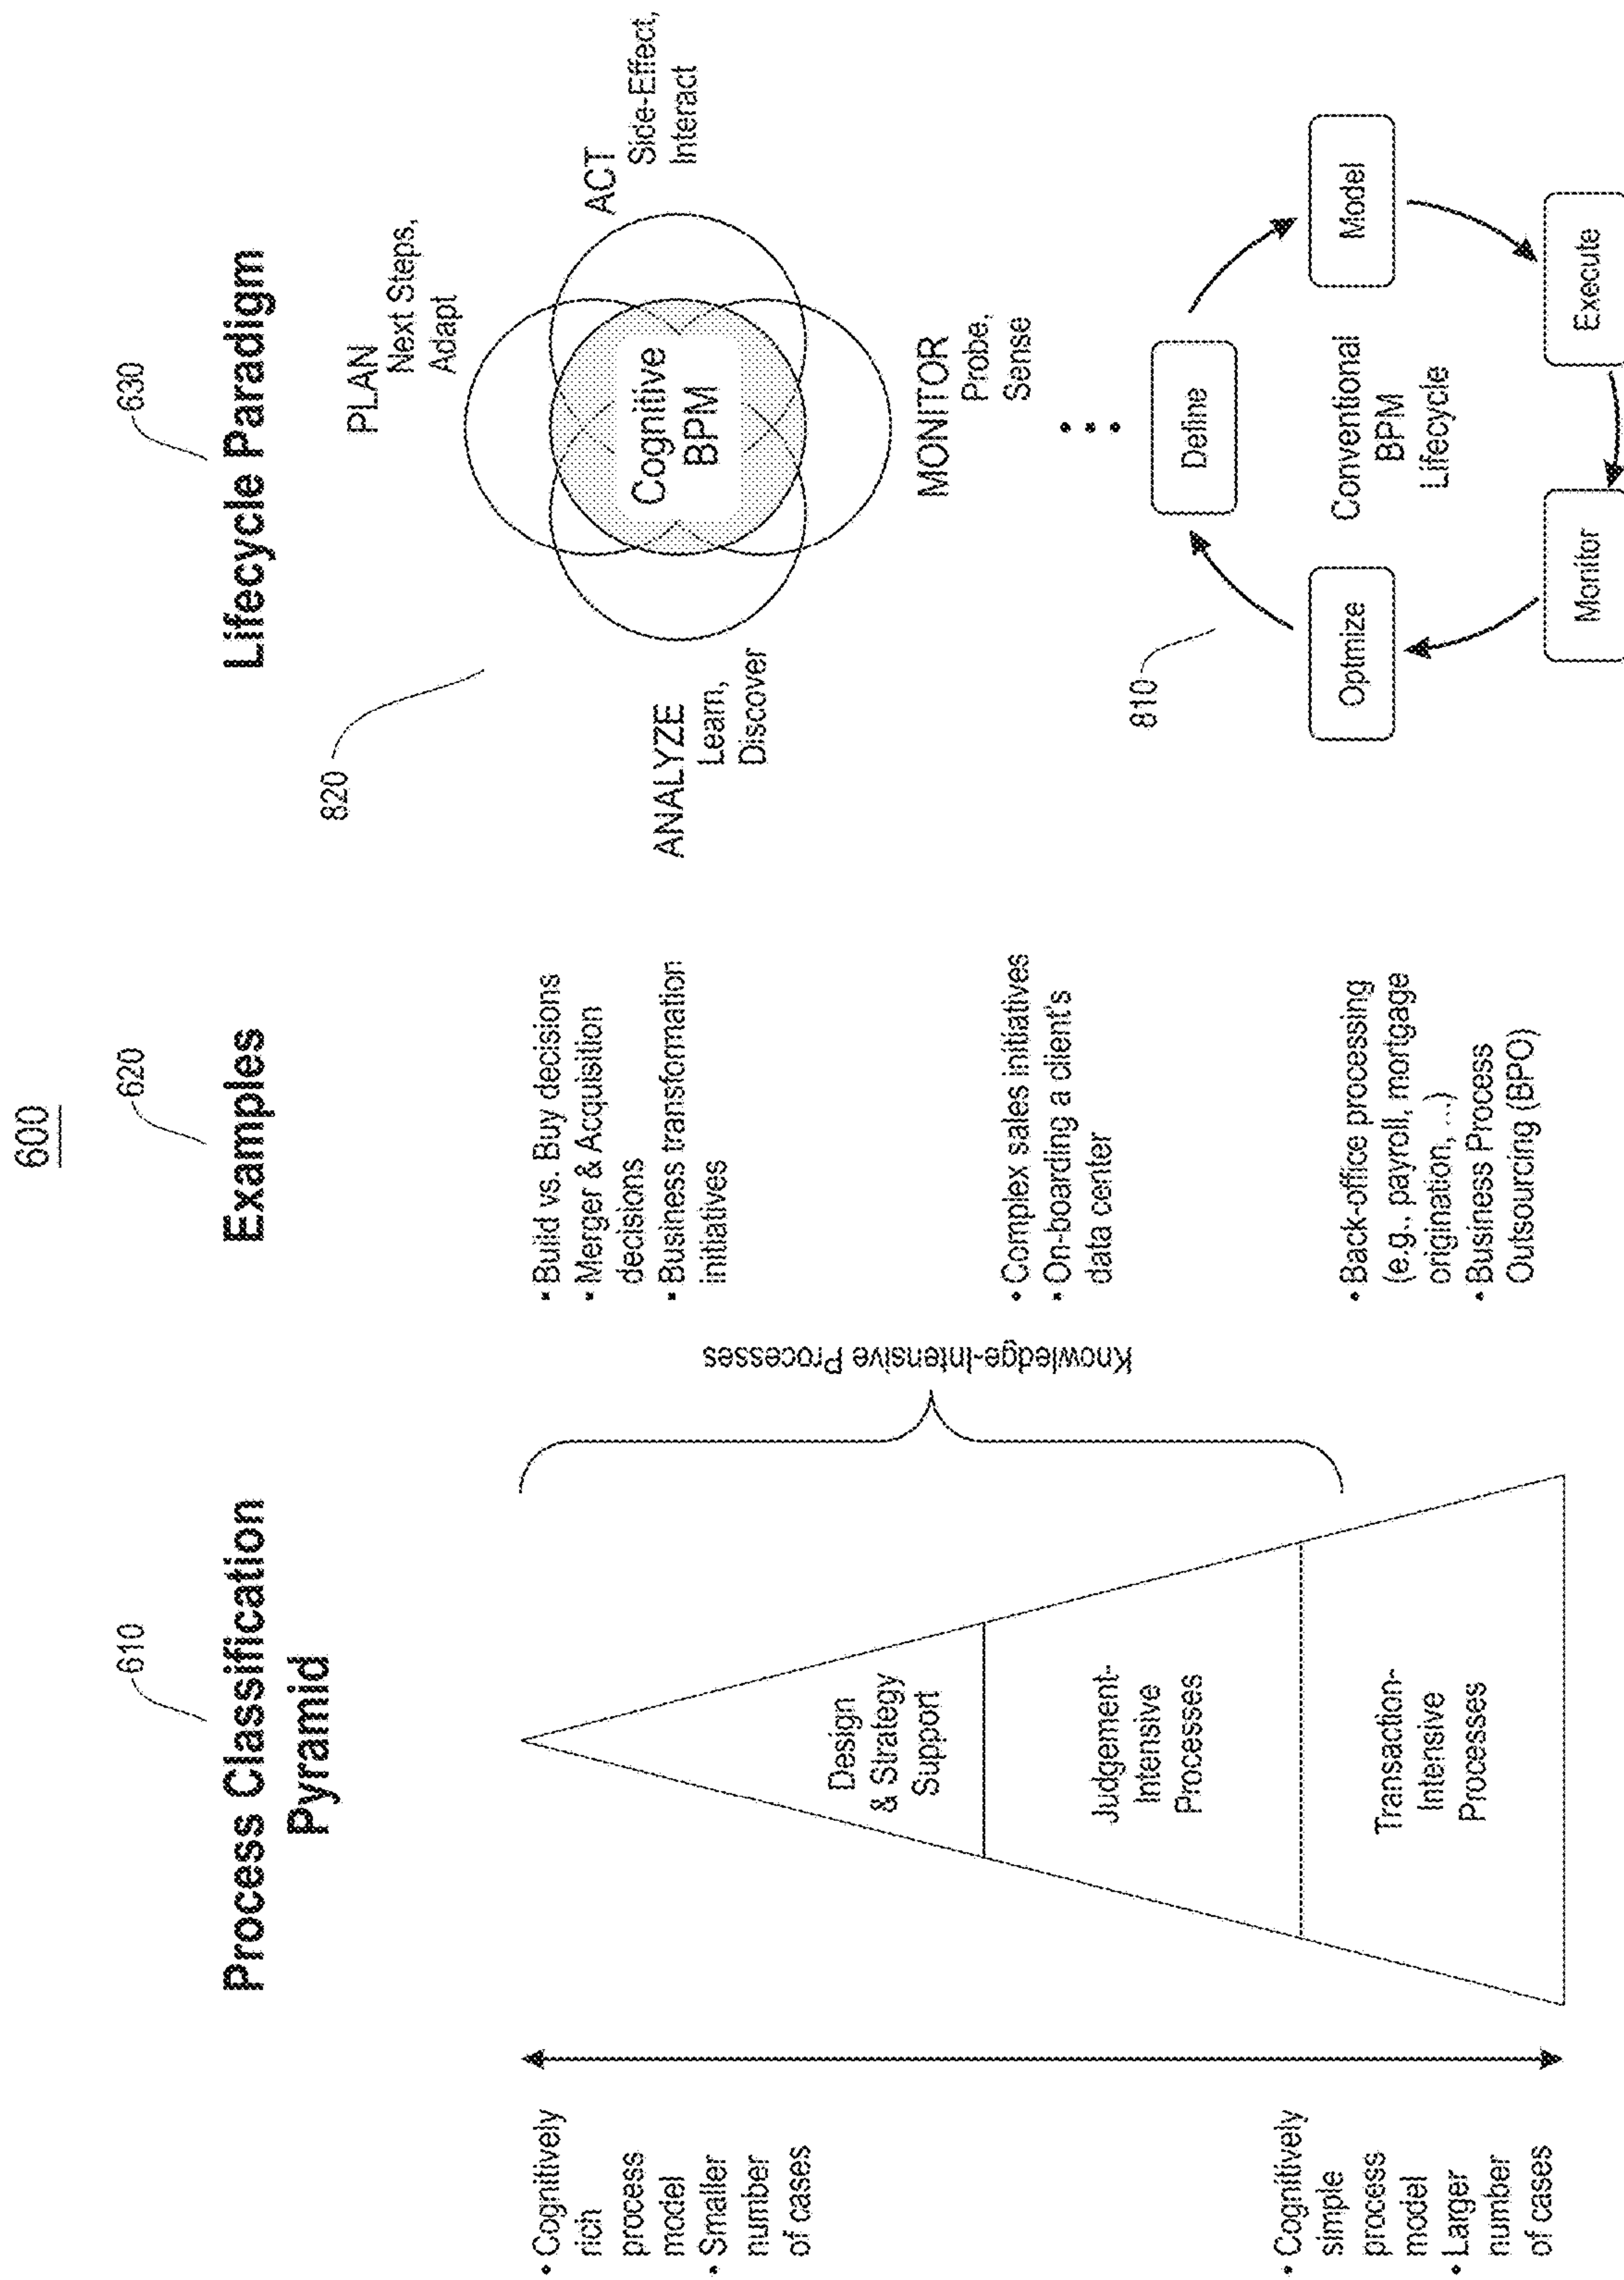 600
610
Process Classification
Pyramid
620
Examples
630
Lifecycle Paradigm
• Cognitively
rich
process
model
• Smaller
number
of cases
• Cognitively
simple
process
model
• Larger
number
of cases
Design
& Strategy
Support
Judgement-
Intensive
Processes
Transaction-
Intensive
Processes
Knowledge-Intensive Processes
• Build vs. Buy decisions
• Merger & Acquisition
decisions
• Business transformation
initiatives
• Complex sales initiatives
• On-boarding a client's
data center
• Back-office processing
(e.g., payroll, mortgage
origination, ...)
• Business Process
Outsourcing (BPO)
820
PLAN
Next Steps,
Adapt
ACT
Side-Effect,
Interact
Cognitive
BPM
ANALYZE
Learn,
Discover
MONITOR
Probe,
Sense
810
Define
Optmize
Model
Conventional
BPM
Lifecycle
Monitor
Execute